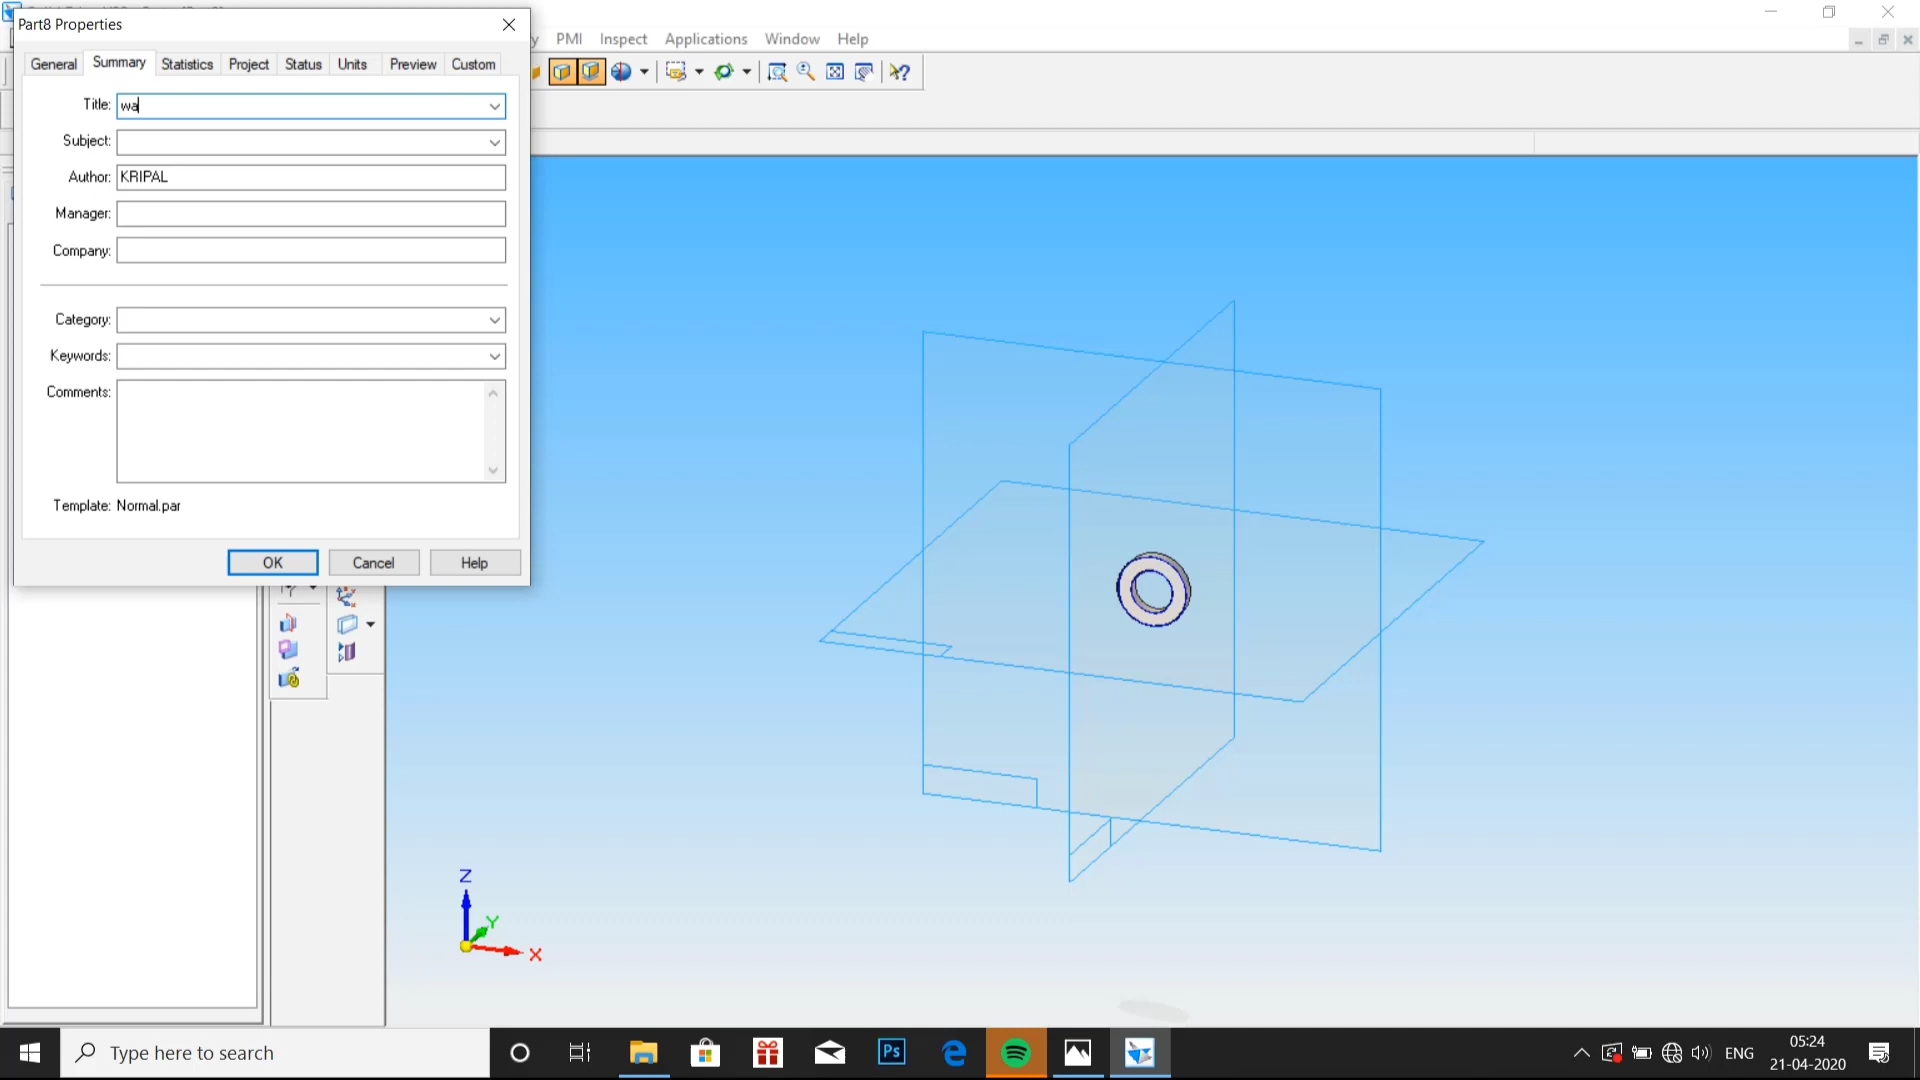 Part8 Properties
PMI Inspect Applications Window Help
General Summary Statistics Project Status Units Preview Custom
Title: wa
Subject:
Author: KRIPAL
Manager:
Company:
Category:
Keywords:
Comments:
Template: Normal.par
OK Cancel Help
Z
Y
X
Type here to search
Ps
ENG
05:24
21-04-2020